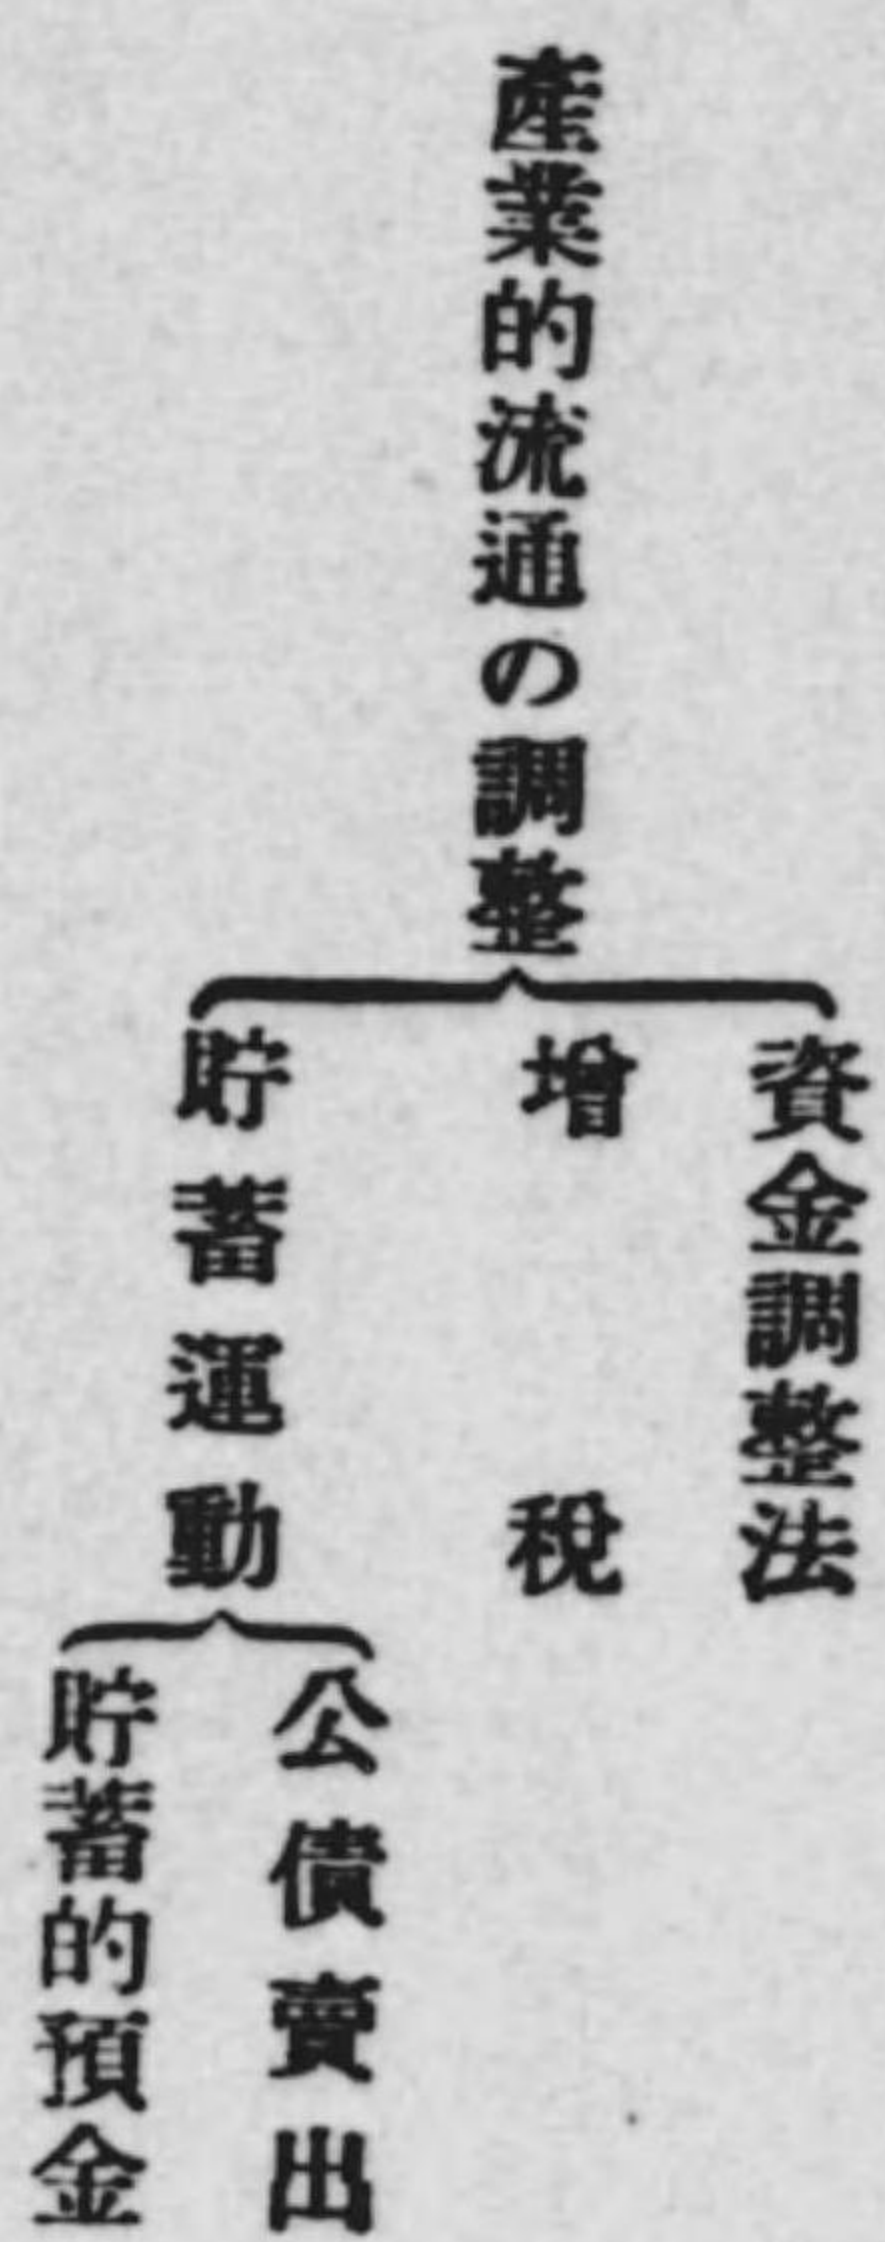 產業的流通の調整
資金調整法
增稅
貯蓄運動
公債賣出
貯蓄的預金